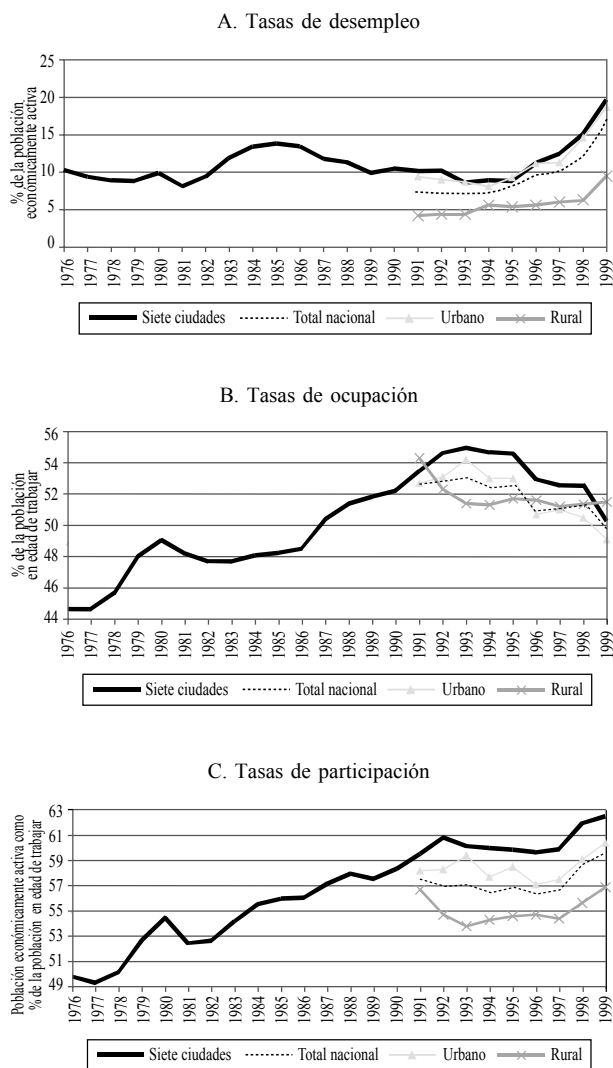 A. Tasas de desempleo
% de la población
económicamente activa
25
20
15
10
5
0
1976 1977 1978 1979 1980 1981 1982 1983 1984 1985 1986 1987 1988 1989 1990 1991 1992 1993 1994 1995 1996 1997 1998 1999
Siete ciudades Total nacional Urbano Rural
B. Tasas de ocupación
% de la población
en edad de trabajar
56
54
52
50
48
46
44
1976 1977 1978 1979 1980 1981 1982 1983 1984 1985 1986 1987 1988 1989 1990 1991 1992 1993 1994 1995 1996 1997 1998 1999
Siete ciudades Total nacional Urbano Rural
C. Tasas de participación
Población económicamente activa como
% de la población en edad de trabajar
63
61
59
57
55
53
51
49
1976 1977 1978 1979 1980 1981 1982 1983 1984 1985 1986 1987 1988 1989 1990 1991 1992 1993 1994 1995 1996 1997 1998 1999
Siete ciudades Total nacional Urbano Rural